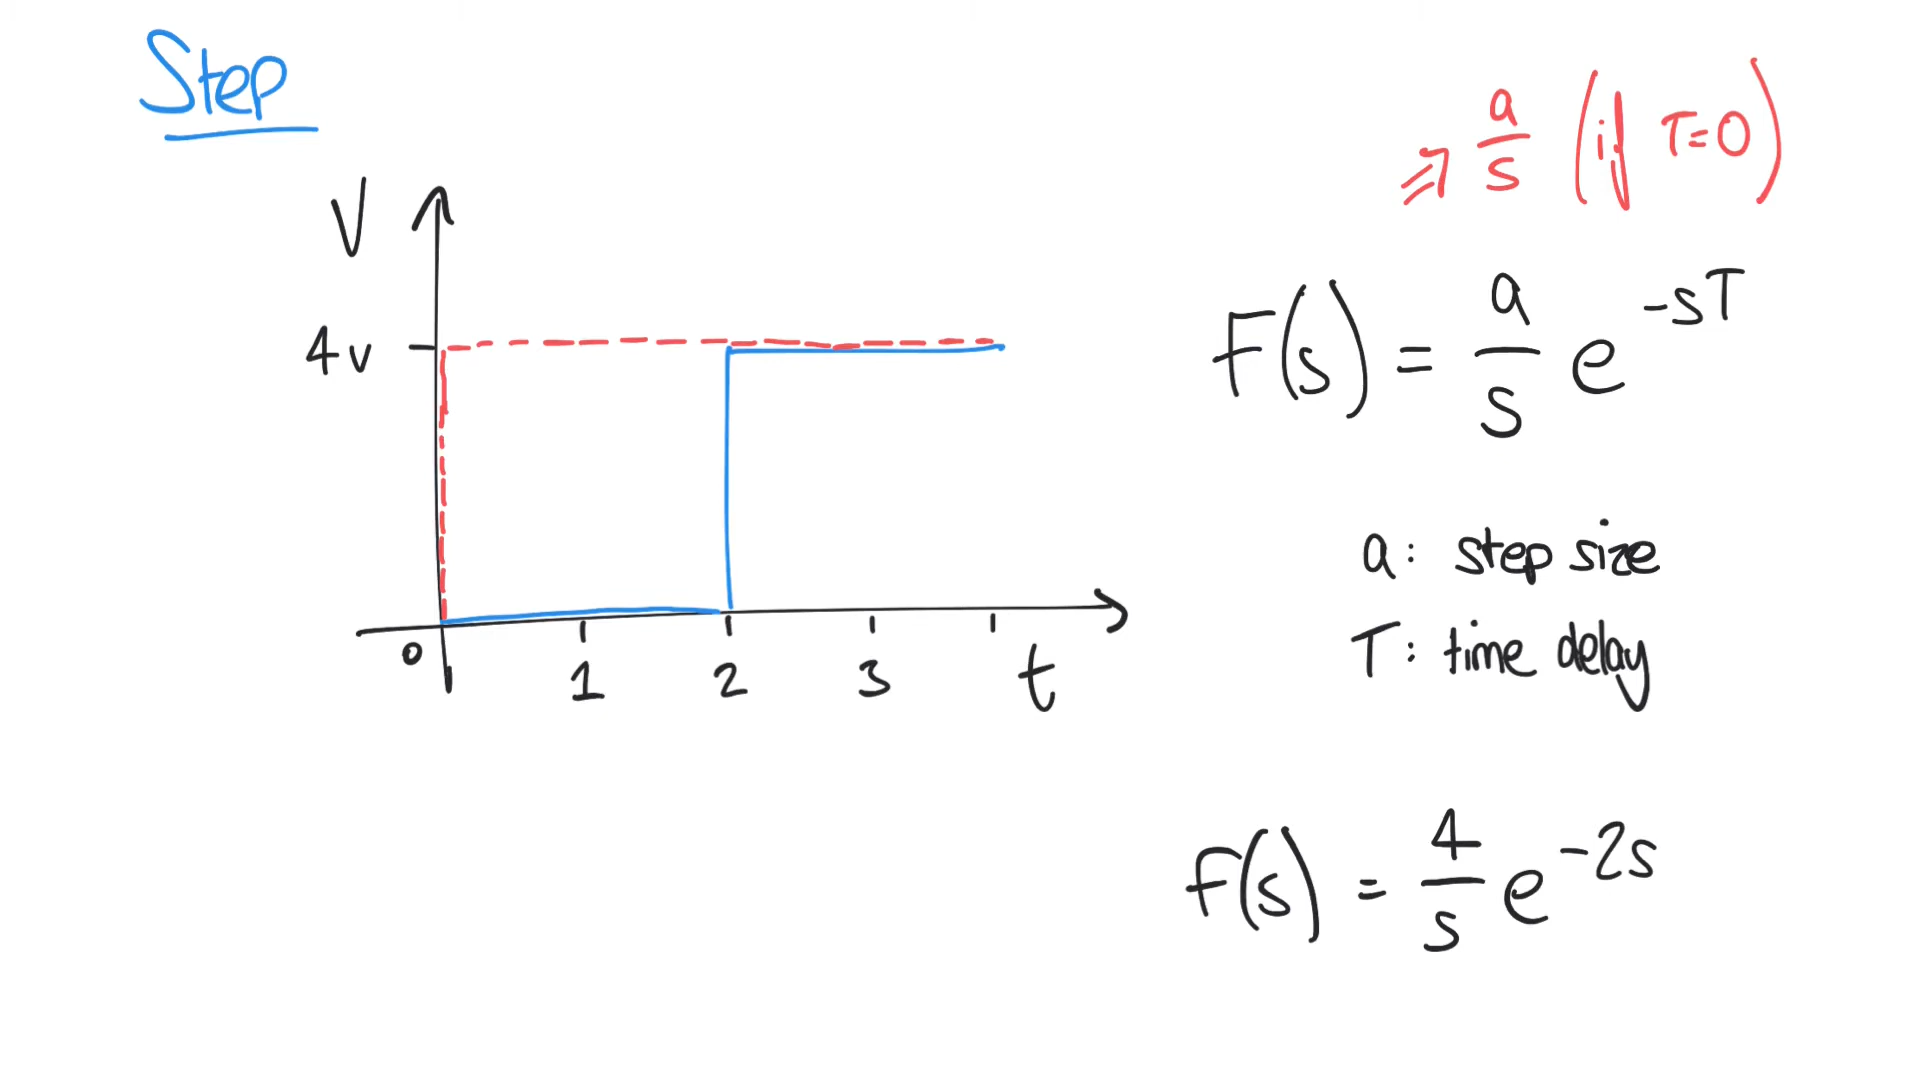 Step
V
4v
0 1 2 3 t
⇒ a/s (if T=0)
F(s) = a/s e^-sT
a: step size
T: time delay
F(s) = 4/s e^-2s